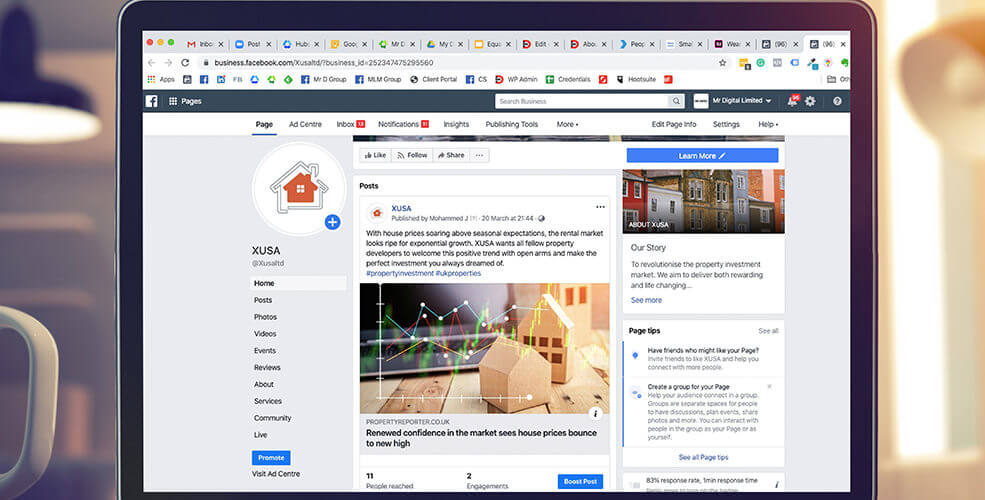 Inbo
Post
Hub
Goo
Mr D
My D
Equa
Edit
Abou
Peop
Smal
Wea
(96)
(96)
business.facebook.com/Xusaltd/?business_id=252347475295560
Apps
FB
Mr D Group
MLM Group
Client Portal
CS
WP Admin
Credentials
Hootsuite
Oth
Pages
Search Business
Mr Digital Limited
Page
Ad Centre
Inbox 13
Notifications
Insights
Publishing Tools
More
Edit Page Info
Settings
Help
Like
Follow
Share
Learn More
XUSA
@Xusaltd
Home
Posts
Photos
Videos
Events
Reviews
About
Services
Community
Live
Promote
Visit Ad Centre
Posts
XUSA
Published by Mohammed J [?] · 20 March at 21:44 ·
With house prices soaring above seasonal expectations, the rental market
looks ripe for exponential growth. XUSA wants all fellow property
developers to welcome this positive trend with open arms and make the
perfect investment you always dreamed of.
#propertyinvestment #ukproperties
PROPERTYREPORTER.CO.UK
Renewed confidence in the market sees house prices bounce
to new high
11
People reached
2
Engagements
Boost Post
ABOUT XUSA
Our Story
To revolutionise the property investment
market. We aim to deliver both rewarding
and life changing...
See more
Page tips
See all
Have friends who might like your Page?
Invite friends to like XUSA and help you
connect with more people.
Create a group for your Page
Help your audience connect in a group.
Groups are separate spaces for people
to have discussions, plan events, share
photos and more. You can interact with
people in the group as your Page or as
yourself.
See all Page tips
83% response rate, 1min response time